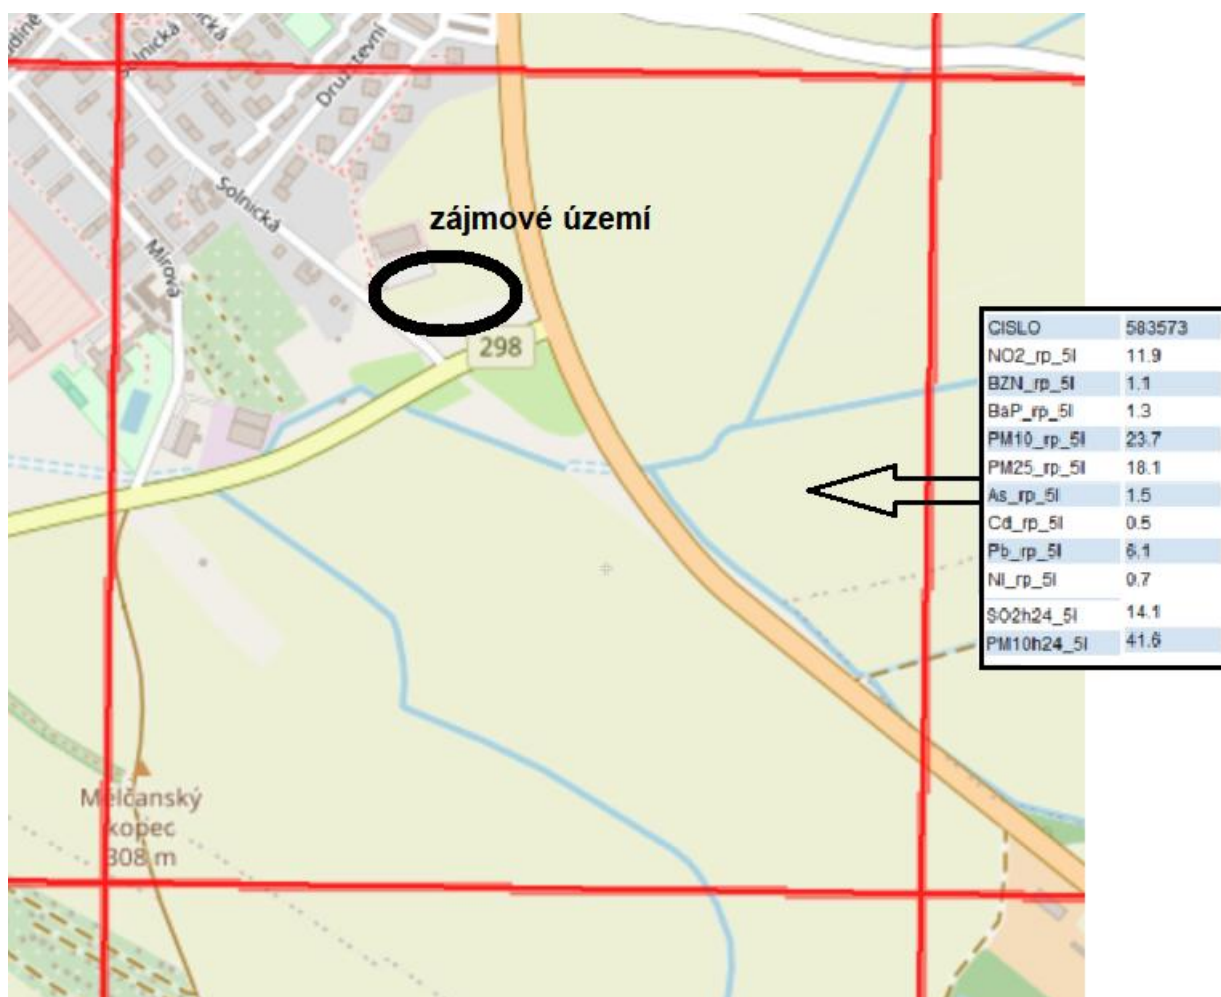 Solnická
Družstevní
Solnická
Mírová
zájmové území
298
CISLO 583573
NO2_rp_5l 11.9
BZN_rp_5l 1.1
BaP_rp_5l 1.3
PM10_rp_5l 23.7
PM25_rp_5l 18.1
As_rp_5l 1.5
Cd_rp_5l 0.5
Pb_rp_5l 6.1
NI_rp_5l 0.7
SO2h24_5l 14.1
PM10h24_5l 41.6
Mělčanský
kopec
308 m